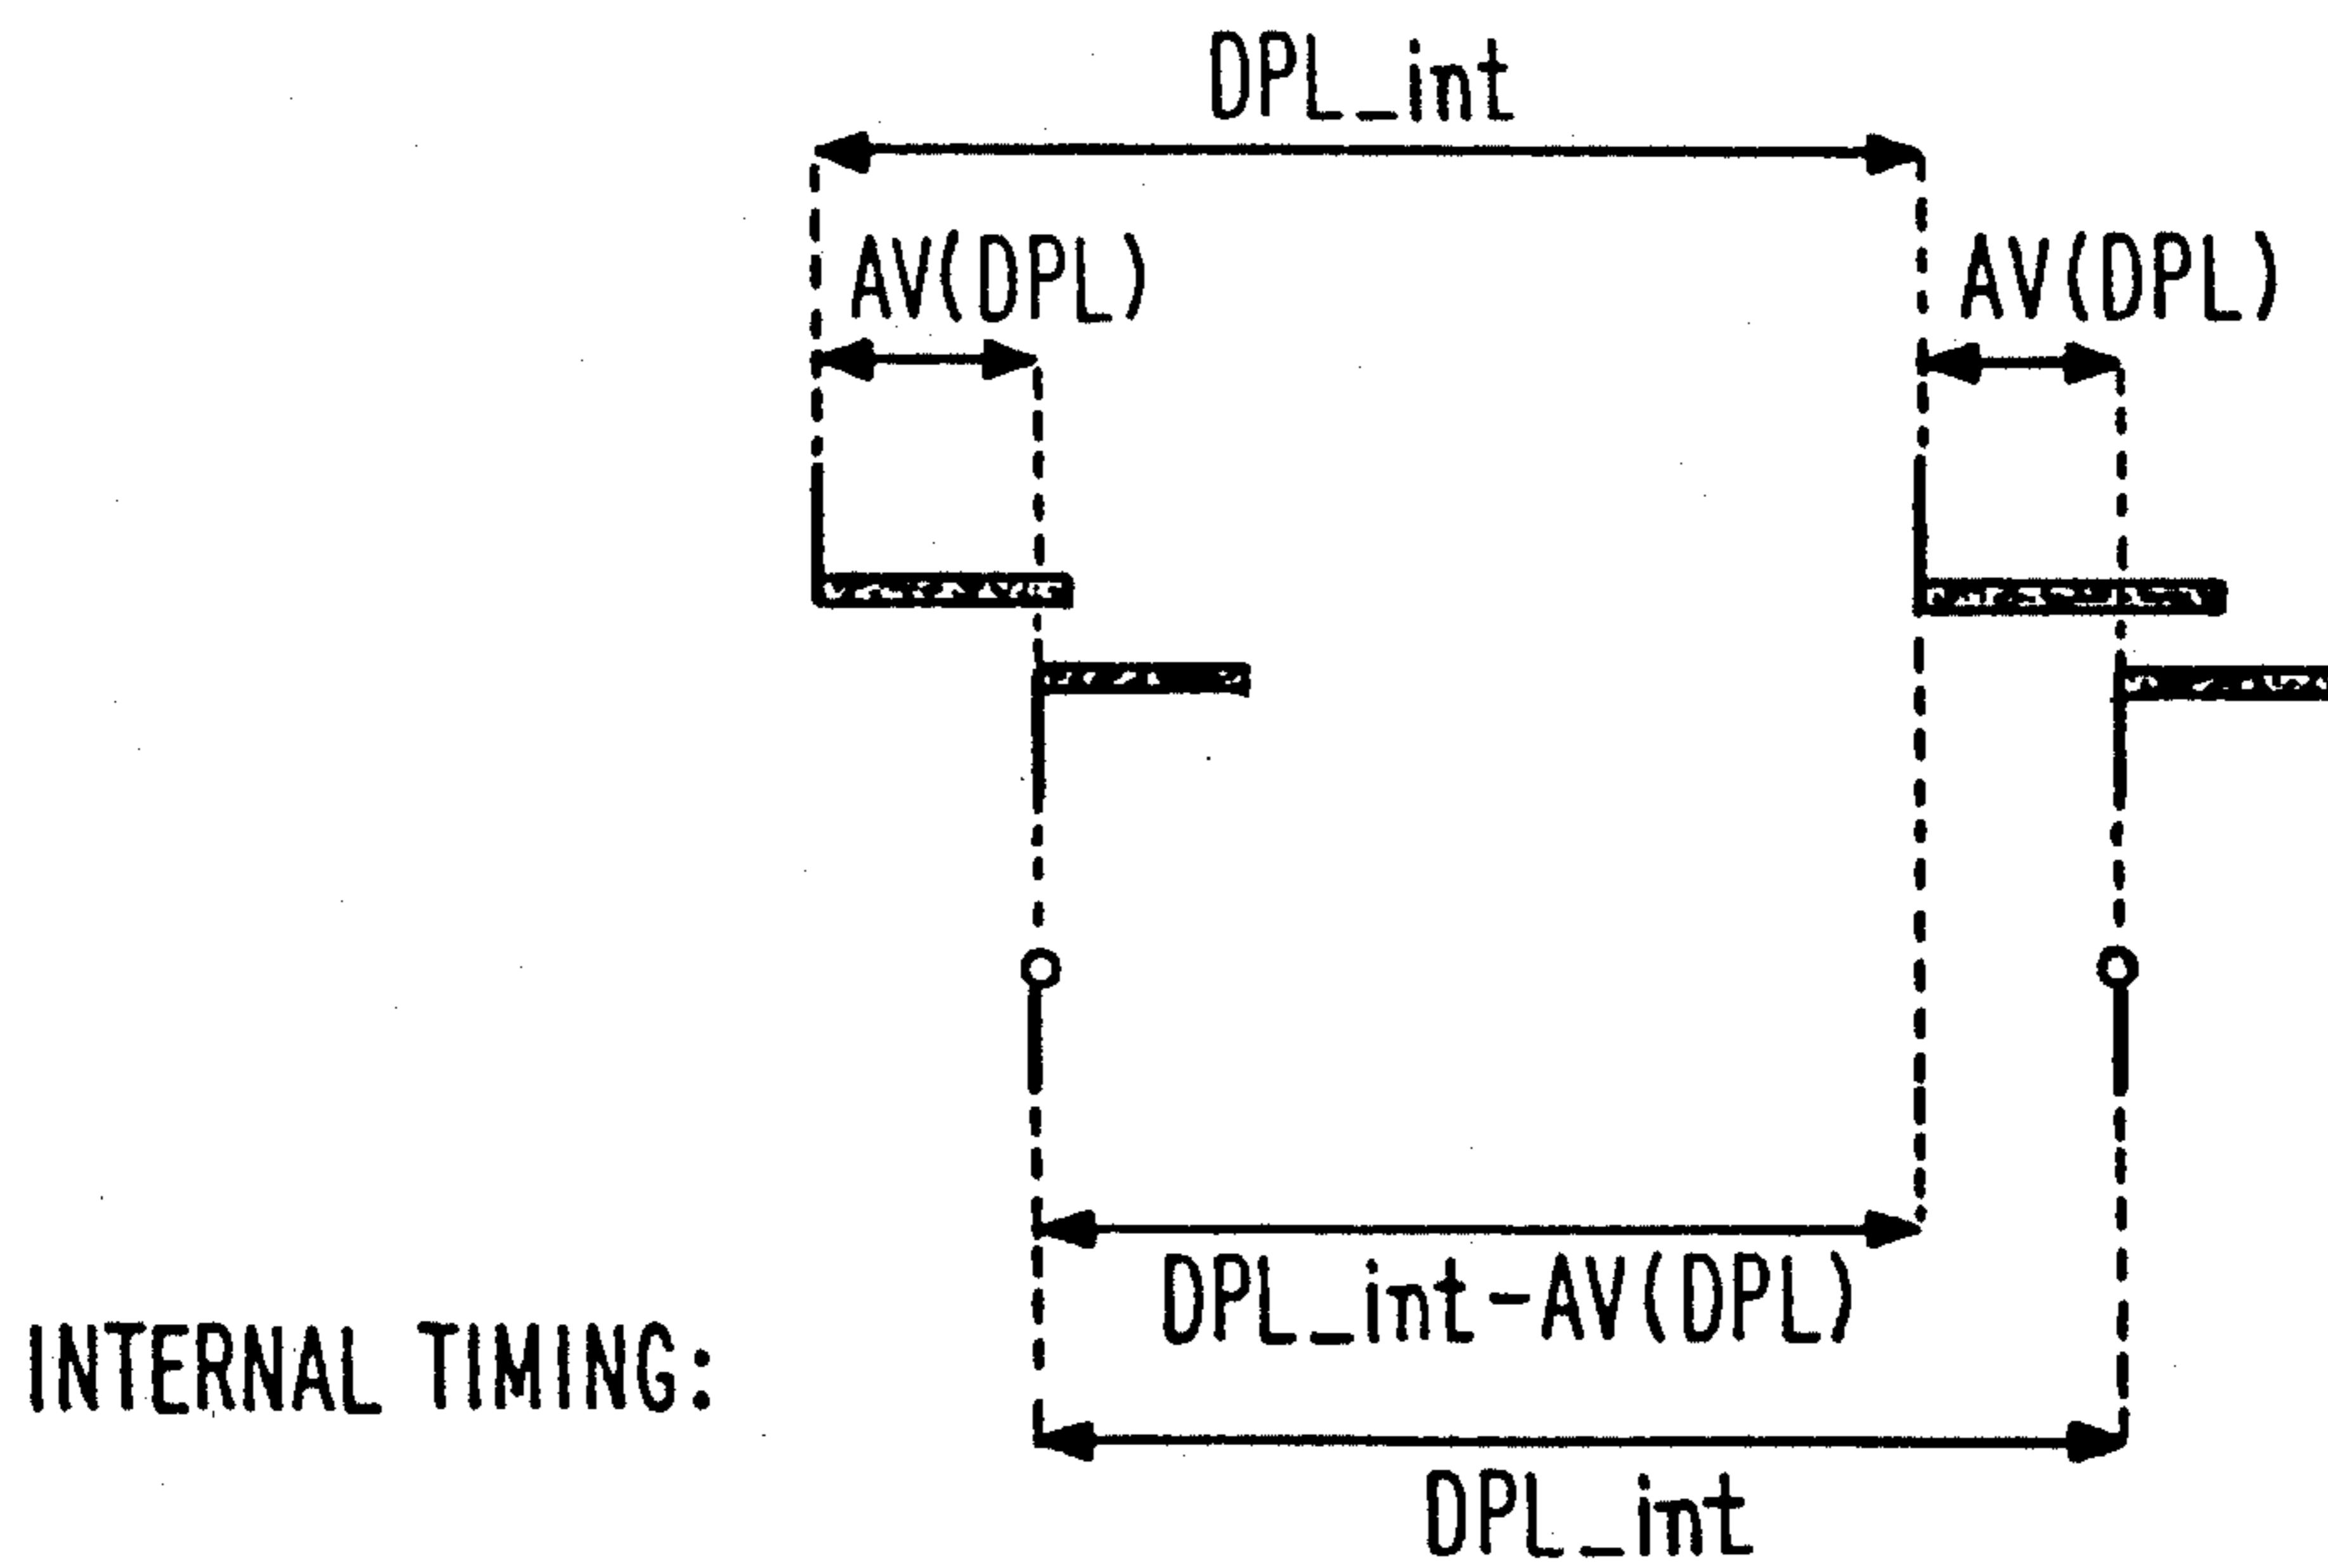 DPL_int
AV(DPL)
AV(DPL)
DPL_int-AV(DPL)
INTERNAL TIMING:
DPL_int